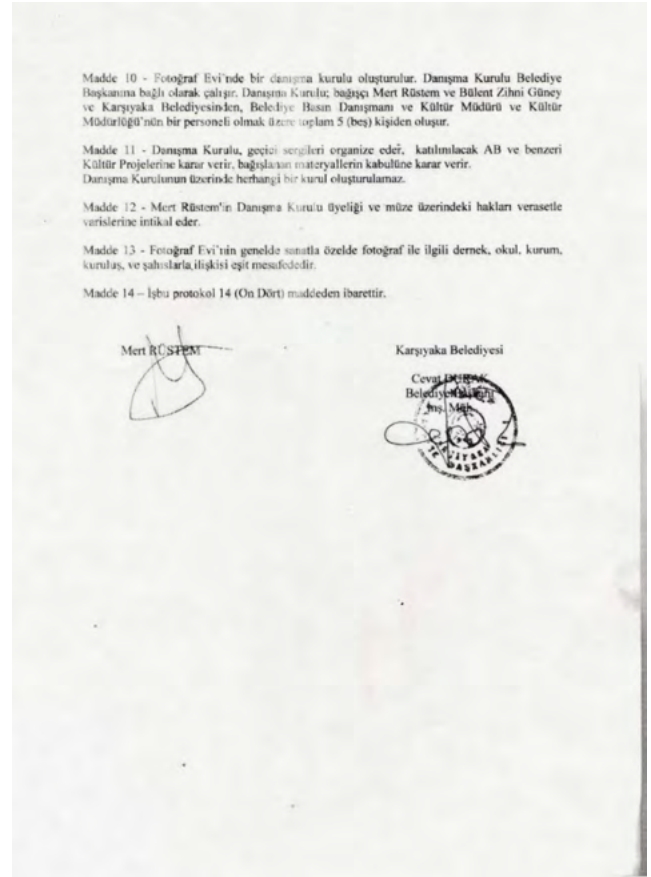 Madde 10 - Fotoğraf Evi'nde bir danışma kurulu oluşturulur. Danışma Kurulu Belediye
Başkanına bağlı olarak çalışır. Danışma Kurulu; bağışçı Mert Rüstem ve Bülent Zihni Güney
ve Karşıyaka Belediyesinden, Belediye Basın Danışmanı ve Kültür Müdürü ve Kültür
Müdürlüğü'nün bir personeli olmak üzere toplam 5 (beş) kişiden oluşur.
Madde 11 - Danışma Kurulu, geçici sergileri organize eder, katılınılacak AB ve benzeri
Kültür Projelerine karar verir, bağışlanan materyallerin kabulüne karar verir.
Danışma Kurulunun üzerinde herhangi bir kurul oluşturulamaz.
Madde 12 - Mert Rüstem'in Danışma Kurulu üyeliği ve müze üzerindeki hakları verasetle
varislerine intikal eder.
Madde 13 - Fotoğraf Evi'nin genelde sanatla özelde fotoğraf ile ilgili dernek, okul, kurum,
kuruluş, ve şahıslarla ilişkisi eşit mesafededir.
Madde 14 – İşbu protokol 14 (On Dört) maddeden ibarettir.
Mert RÜSTEM
Karşıyaka Belediyesi
Cevat DURAK
Belediye Başkanı
İnş. Müh.